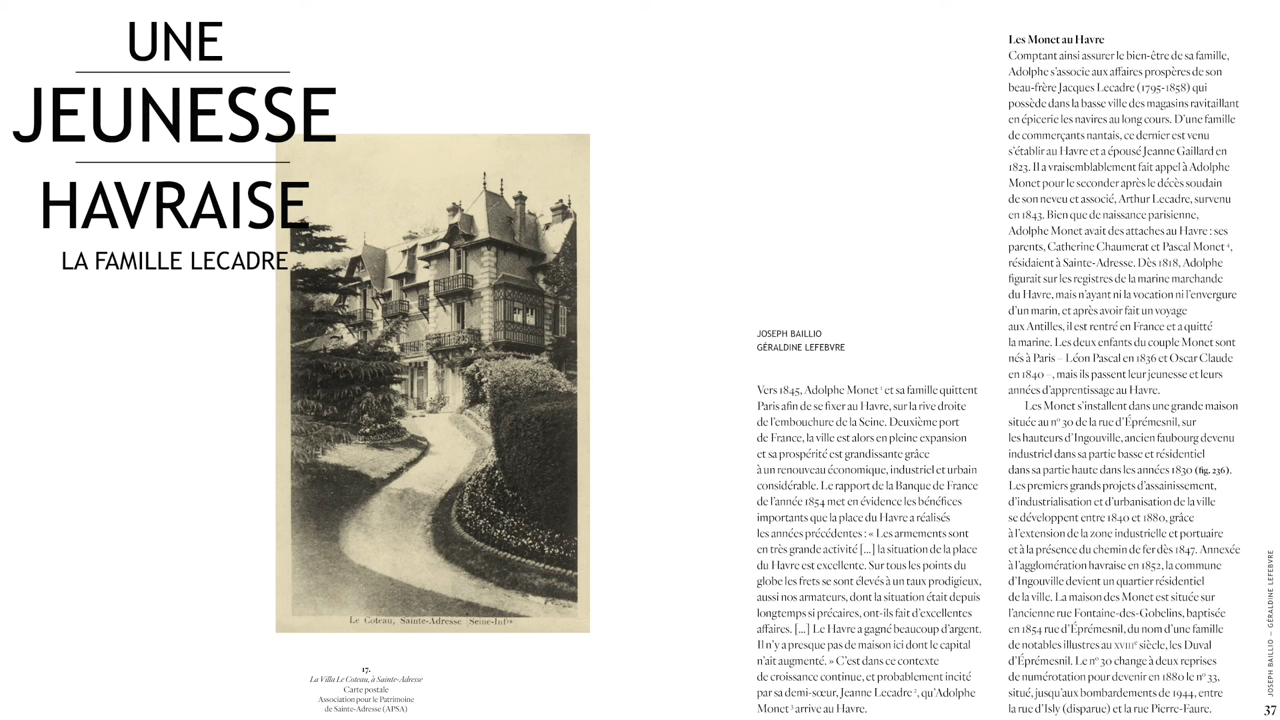 UNE
JEUNESSE
HAVRAISE
LA FAMILLE LECADRE
Le Coteau, Sainte-Adresse (Seine-Infre
17.
La Villa Le Coteau, à Sainte-Adresse
Carte postale
Association pour le Patrimoine
de Sainte-Adresse (APSA)
JOSEPH BAILLIO
GÉRALDINE LEFEBVRE
Vers 1845, Adolphe Monet 1 et sa famille quittent
Paris afin de se fixer au Havre, sur la rive droite
de l'embouchure de la Seine. Deuxième port
de France, la ville est alors en pleine expansion
et sa prospérité est grandissante grâce
à un renouveau économique, industriel et urbain
considérable. Le rapport de la Banque de France
de l'année 1854 met en évidence les bénéfices
importants que la place du Havre a réalisés
les années précédentes : « Les armements sont
en très grande activité [...] la situation de la place
du Havre est excellente. Sur tous les points du
globe les frets se sont élevés à un taux prodigieux,
aussi nos armateurs, dont la situation était depuis
longtemps si précaires, ont-ils fait d'excellentes
affaires. [...] Le Havre a gagné beaucoup d'argent.
Il n'y a presque pas de maison ici dont le capital
n'ait augmenté. » C'est dans ce contexte
de croissance continue, et probablement incité
par sa demi-sœur, Jeanne Lecadre 2, qu'Adolphe
Monet 3 arrive au Havre.
Les Monet au Havre
Comptant ainsi assurer le bien-être de sa famille,
Adolphe s'associe aux affaires prospères de son
beau-frère Jacques Lecadre (1795-1858) qui
possède dans la basse ville des magasins ravitaillant
en épicerie les navires au long cours. D'une famille
de commerçants nantais, ce dernier est venu
s'établir au Havre et a épousé Jeanne Gaillard en
1823. Il a vraisemblablement fait appel à Adolphe
Monet pour le seconder après le décès soudain
de son neveu et associé, Arthur Lecadre, survenu
en 1843. Bien que de naissance parisienne,
Adolphe Monet avait des attaches au Havre : ses
parents, Catherine Chaumerat et Pascal Monet 4,
résidaient à Sainte-Adresse. Dès 1818, Adolphe
figurait sur les registres de la marine marchande
du Havre, mais n'ayant ni la vocation ni l'envergure
d'un marin, et après avoir fait un voyage
aux Antilles, il est rentré en France et a quitté
la marine. Les deux enfants du couple Monet sont
nés à Paris – Léon Pascal en 1836 et Oscar Claude
en 1840 –, mais ils passent leur jeunesse et leurs
années d'apprentissage au Havre.
Les Monet s'installent dans une grande maison
située au nº 30 de la rue d'Éprémesnil, sur
les hauteurs d'Ingouville, ancien faubourg devenu
industriel dans sa partie basse et résidentiel
dans sa partie haute dans les années 1830 (fig. 236).
Les premiers grands projets d'assainissement,
d'industrialisation et d'urbanisation de la ville
se développent entre 1840 et 1880, grâce
à l'extension de la zone industrielle et portuaire
et à la présence du chemin de fer dès 1847. Annexée
à l'agglomération havraise en 1852, la commune
d'Ingouville devient un quartier résidentiel
de la ville. La maison des Monet est située sur
l'ancienne rue Fontaine-des-Gobelins, baptisée
en 1854 rue d'Éprémesnil, du nom d'une famille
de notables illustres au XVIIIe siècle, les Duval
d'Éprémesnil. Le nº 30 change à deux reprises
de numérotation pour devenir en 1880 le nº 33,
situé, jusqu'aux bombardements de 1944, entre
la rue d'Isly (disparue) et la rue Pierre-Faure.
JOSEPH BAILLIO — GÉRALDINE LEFEBVRE
37